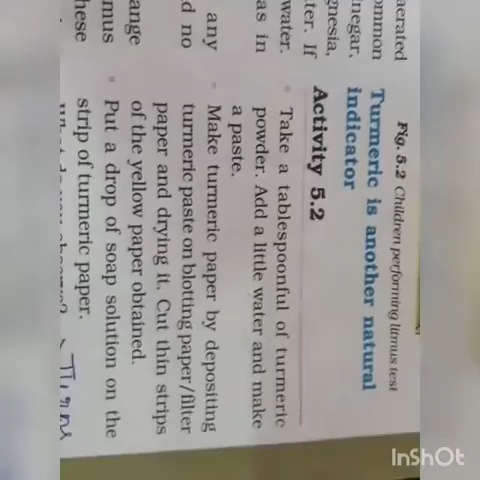 Fig. 5.2 Children performing litmus test
Turmeric is another natural
indicator
Activity 5.2
Take a tablespoonful of turmeric
powder. Add a little water and make
a paste.
Make turmeric paper by depositing
turmeric paste on blotting paper/filter
paper and drying it. Cut thin strips
of the yellow paper obtained.
Put a drop of soap solution on the
strip of turmeric paper.
aerated
ommon
inegar.
gnesia,
ter. If
water.
as in
any
d no
ange
mus
hese
InShOt